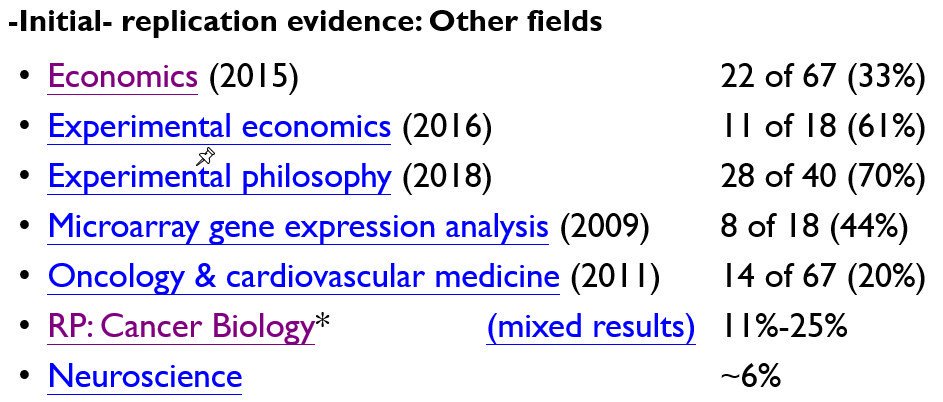 -Initial- replication evidence: Other fields
• Economics (2015) 22 of 67 (33%)
• Experimental economics (2016) 11 of 18 (61%)
• Experimental philosophy (2018) 28 of 40 (70%)
• Microarray gene expression analysis (2009) 8 of 18 (44%)
• Oncology & cardiovascular medicine (2011) 14 of 67 (20%)
• RP: Cancer Biology* (mixed results) 11%-25%
• Neuroscience ~6%